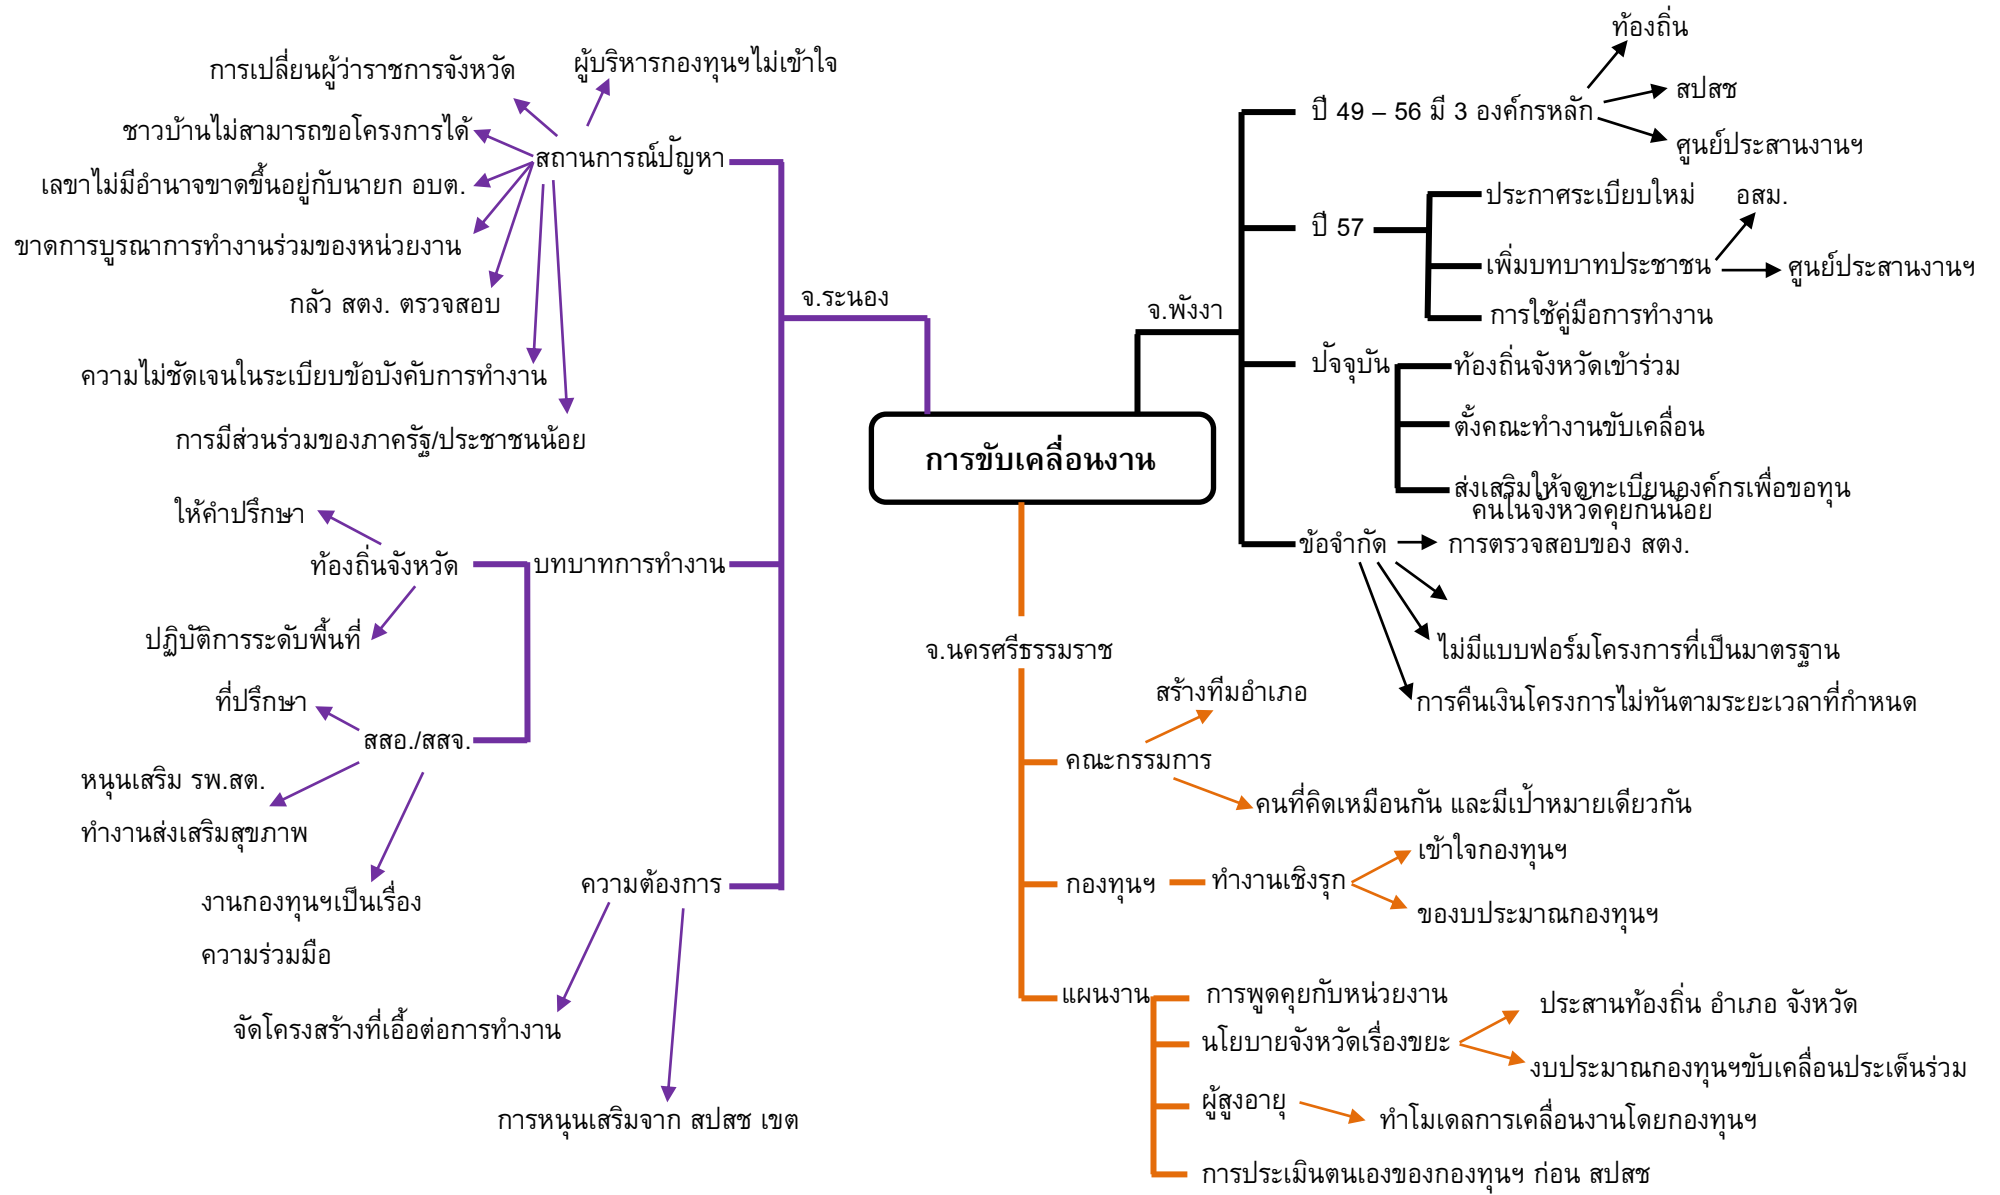 การขับเคลื่อนงาน
จ.ระนอง
สถานการณ์ปัญหา
ผู้บริหารกองทุนฯไม่เข้าใจ
การเปลี่ยนผู้ว่าราชการจังหวัด
ชาวบ้านไม่สามารถขอโครงการได้
เลขาไม่มีอำนาจขาดขึ้นอยู่กับนายก อบต.
ขาดการบูรณาการทำงานร่วมของหน่วยงาน
กลัว สตง. ตรวจสอบ
ความไม่ชัดเจนในระเบียบข้อบังคับการทำงาน
การมีส่วนร่วมของภาครัฐ/ประชาชนน้อย
บทบาทการทำงาน
ท้องถิ่นจังหวัด
ให้คำปรึกษา
ปฏิบัติการระดับพื้นที่
สสอ./สสจ.
ที่ปรึกษา
หนุนเสริม รพ.สต.
ทำงานส่งเสริมสุขภาพ
งานกองทุนฯเป็นเรื่อง
ความร่วมมือ
ความต้องการ
จัดโครงสร้างที่เอื้อต่อการทำงาน
การหนุนเสริมจาก สปสช เขต
จ.พังงา
ปี 49 – 56 มี 3 องค์กรหลัก
ท้องถิ่น
สปสช
ศูนย์ประสานงานฯ
ปี 57
ประกาศระเบียบใหม่
เพิ่มบทบาทประชาชน
อสม.
ศูนย์ประสานงานฯ
การใช้คู่มือการทำงาน
ปัจจุบัน
ท้องถิ่นจังหวัดเข้าร่วม
ตั้งคณะทำงานขับเคลื่อน
ส่งเสริมให้จดทะเบียนองค์กรเพื่อขอทุน
ข้อจำกัด
คนในจังหวัดคุยกันน้อย
การตรวจสอบของ สตง.
ไม่มีแบบฟอร์มโครงการที่เป็นมาตรฐาน
การคืนเงินโครงการไม่ทันตามระยะเวลาที่กำหนด
จ.นครศรีธรรมราช
คณะกรรมการ
สร้างทีมอำเภอ
คนที่คิดเหมือนกัน และมีเป้าหมายเดียวกัน
กองทุนฯ
ทำงานเชิงรุก
เข้าใจกองทุนฯ
ของบประมาณกองทุนฯ
แผนงาน
การพูดคุยกับหน่วยงาน
นโยบายจังหวัดเรื่องขยะ
ประสานท้องถิ่น อำเภอ จังหวัด
งบประมาณกองทุนฯขับเคลื่อนประเด็นร่วม
ผู้สูงอายุ
ทำโมเดลการเคลื่อนงานโดยกองทุนฯ
การประเมินตนเองของกองทุนฯ ก่อน สปสช